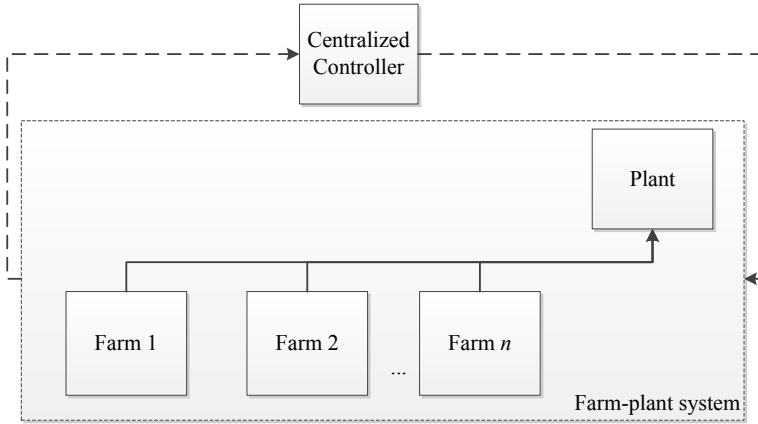 Centralized
Controller
Plant
Farm 1
Farm 2
...
Farm n
Farm-plant system